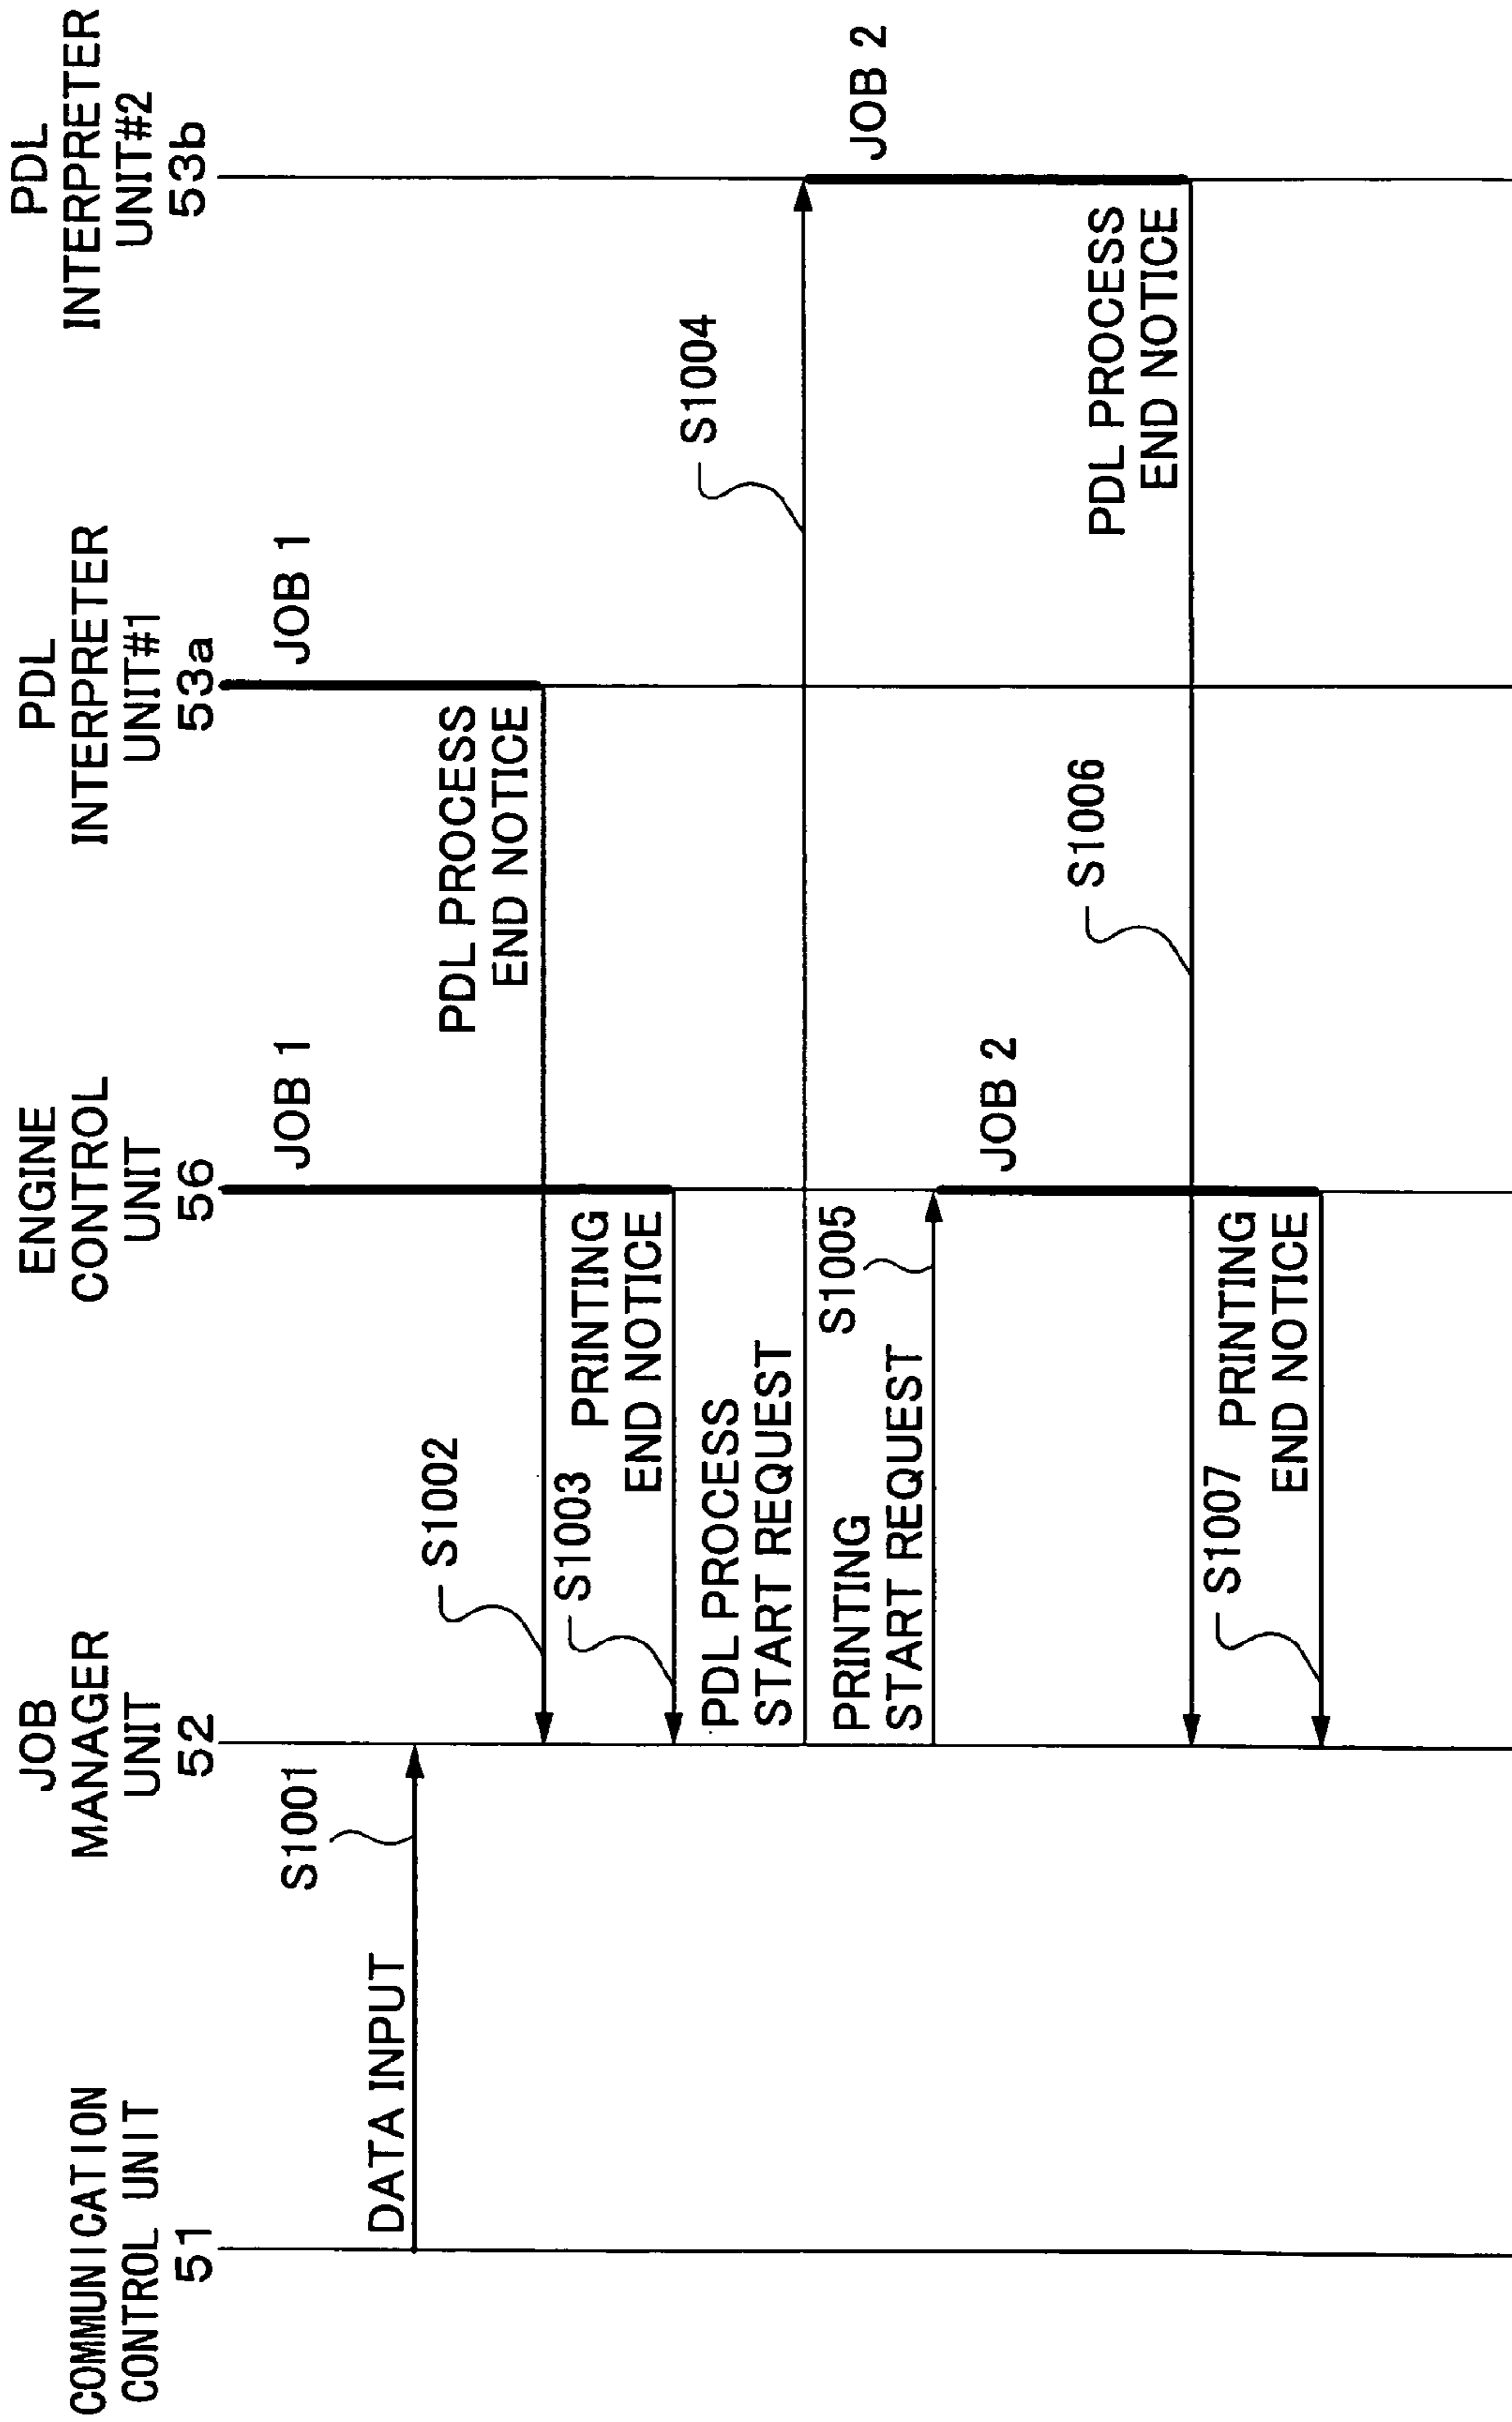 COMMUNICATION
CONTROL UNIT
51
JOB
MANAGER
UNIT
52
ENGINE
CONTROL
UNIT
56
PDL
INTERPRETER
UNIT#1
53a
PDL
INTERPRETER
UNIT#2
53b
JOB 1
JOB 1
S1001
DATA INPUT
S1002
PDL PROCESS
END NOTICE
S1003
PRINTING
END NOTICE
S1004
PDL PROCESS
START REQUEST
JOB 2
S1005
PRINTING
START REQUEST
JOB 2
S1006
PDL PROCESS
END NOTICE
S1007
PRINTING
END NOTICE